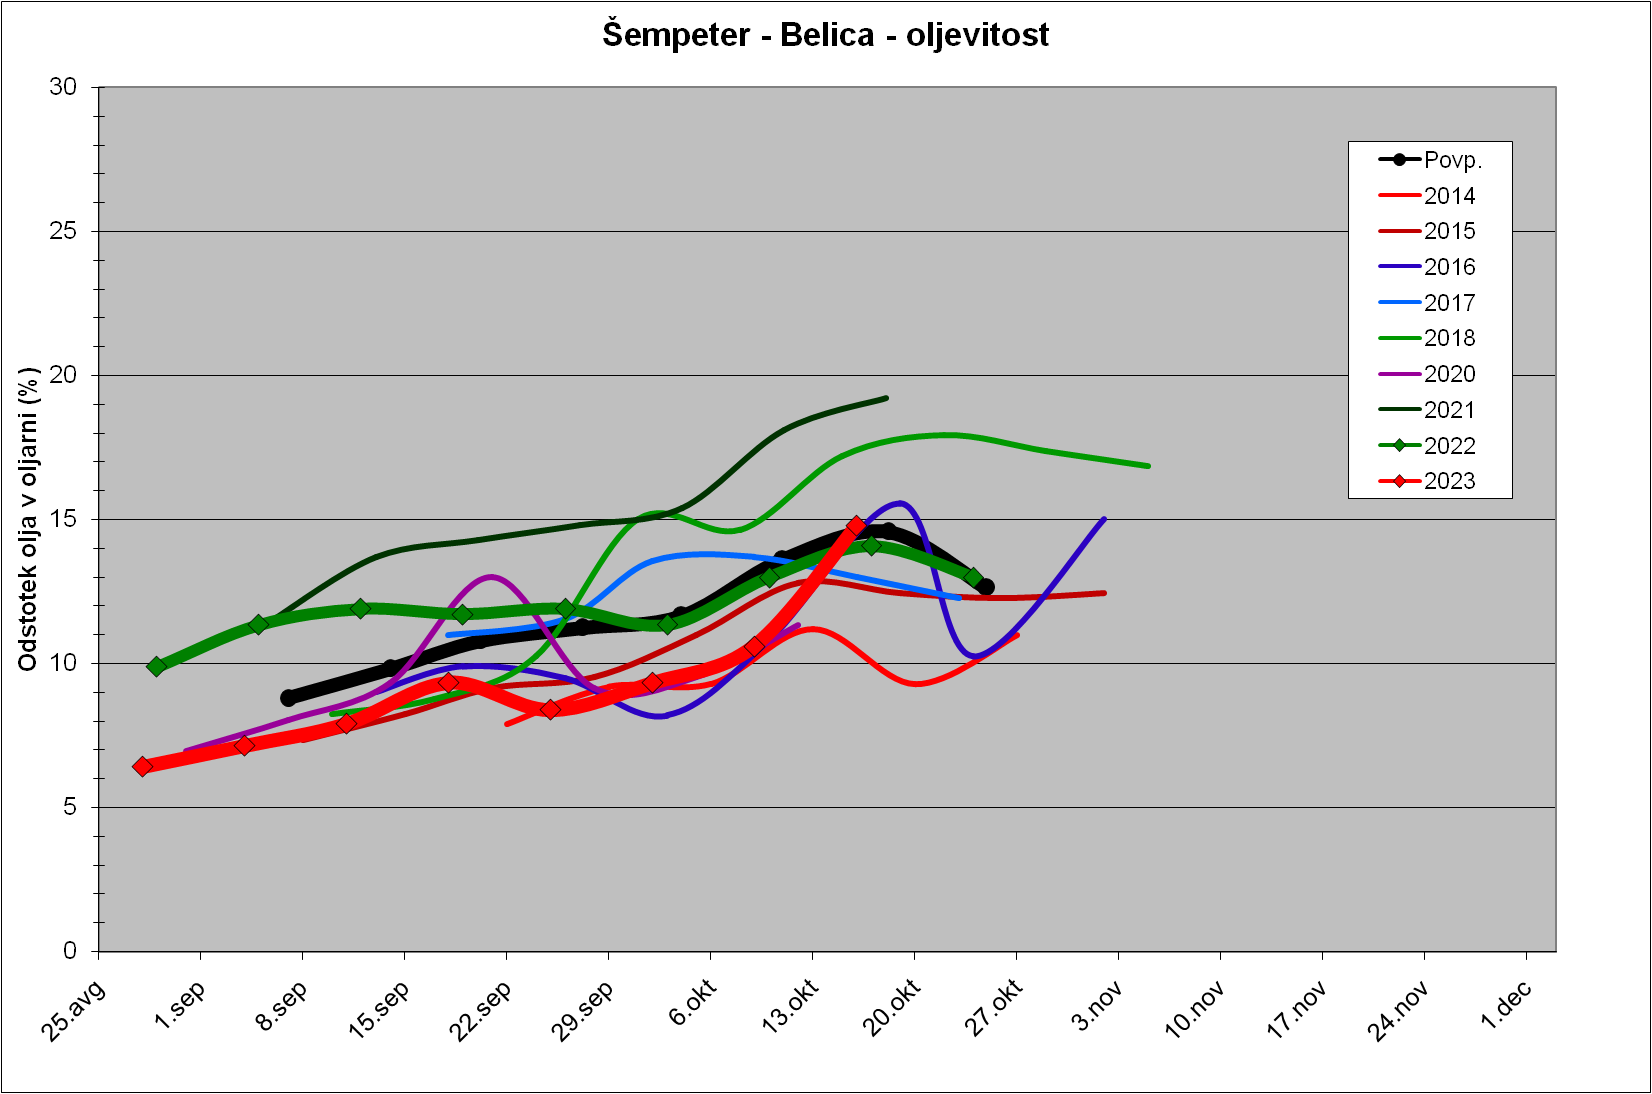 Šempeter - Belica - oljevitost
Odstotek olja v oljarni (%)
30
25
20
15
10
5
0
25.avg
1.sep
8.sep
15.sep
22.sep
29.sep
6.okt
13.okt
20.okt
27.okt
3.nov
10.nov
17.nov
24.nov
1.dec
Povp.
2014
2015
2016
2017
2018
2020
2021
2022
2023